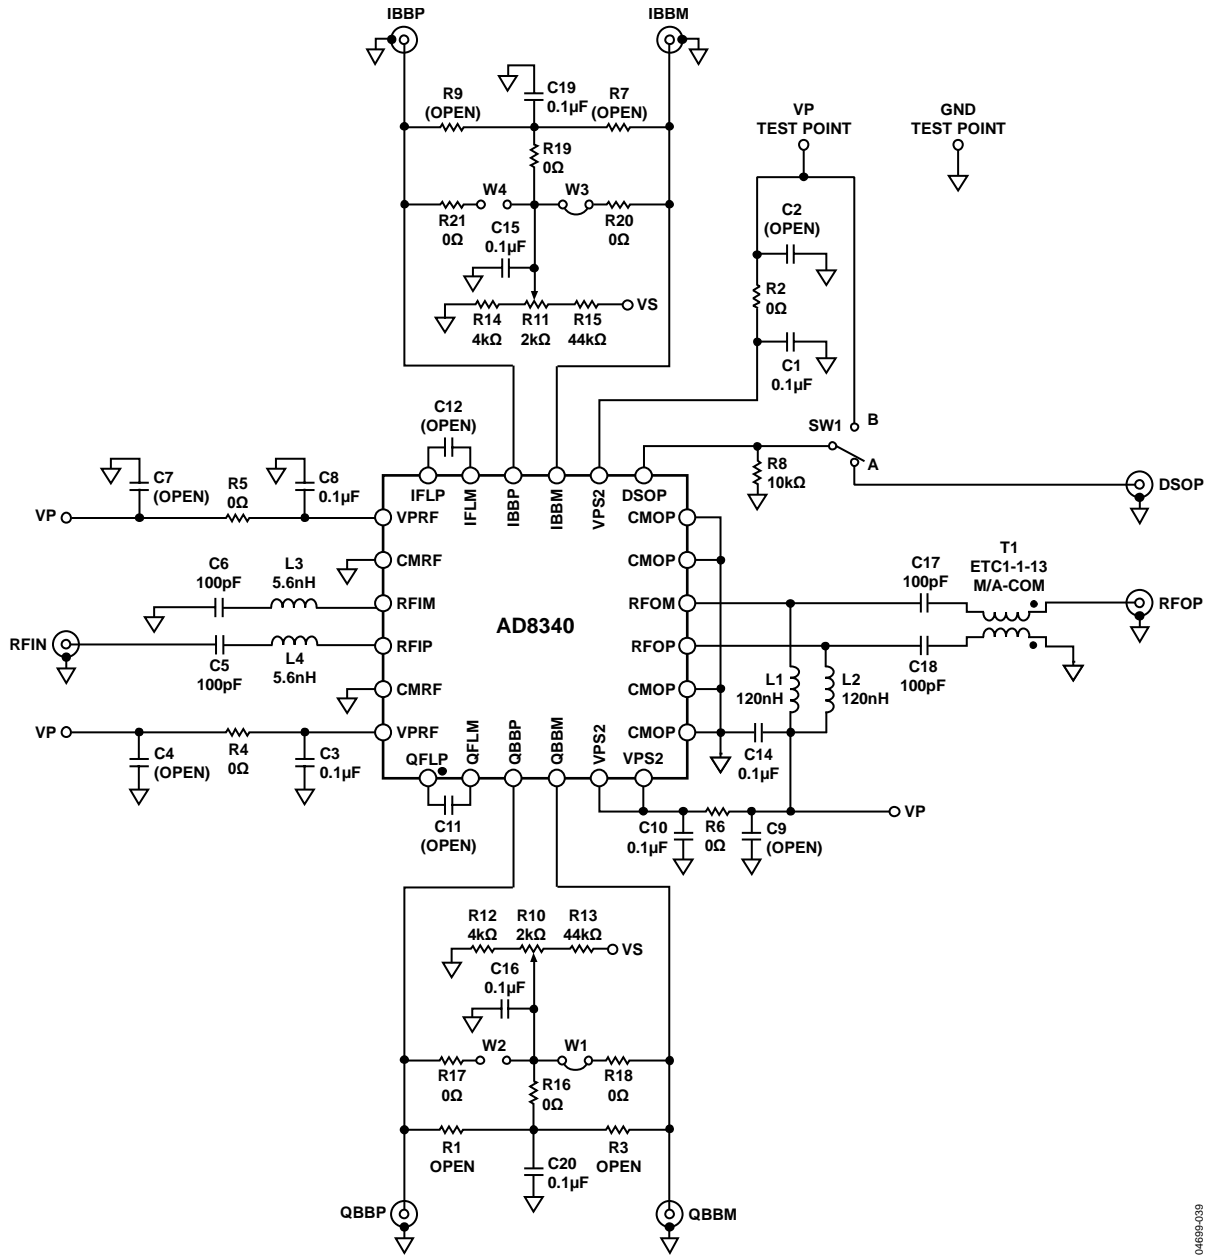 IBBP
IBBM
R9
(OPEN)
C19
0.1µF
R7
(OPEN)
VP
TEST POINT
GND
TEST POINT
R19
0Ω
W4
W3
R21
0Ω
C15
0.1µF
R20
0Ω
C2
(OPEN)
R2
0Ω
R14
4kΩ
R11
2kΩ
R15
44kΩ
VS
C1
0.1µF
C12
(OPEN)
SW1
B
A
R8
10kΩ
DSOP
C7
(OPEN)
R5
0Ω
C8
0.1µF
VP
IFLP
IFLM
IBBP
IBBM
VPS2
DSOP
VPRF
CMRF
RFIM
RFIP
CMRF
VPRF
AD8340
CMOP
CMOP
RFOM
RFOP
CMOP
CMOP
C6
100pF
L3
5.6nH
RFIN
C5
100pF
L4
5.6nH
C17
100pF
T1
ETC1-1-13
M/A-COM
RFOP
C18
100pF
L1
120nH
L2
120nH
VP
C4
(OPEN)
R4
0Ω
C3
0.1µF
QFLP
QFLM
QBBP
QBBM
VPS2
VPS2
C14
0.1µF
C11
(OPEN)
C10
0.1µF
R6
0Ω
C9
(OPEN)
VP
R12
4kΩ
R10
2kΩ
R13
44kΩ
VS
C16
0.1µF
W2
W1
R17
0Ω
R16
0Ω
R18
0Ω
R1
OPEN
R3
OPEN
C20
0.1µF
QBBP
QBBM
04699-039